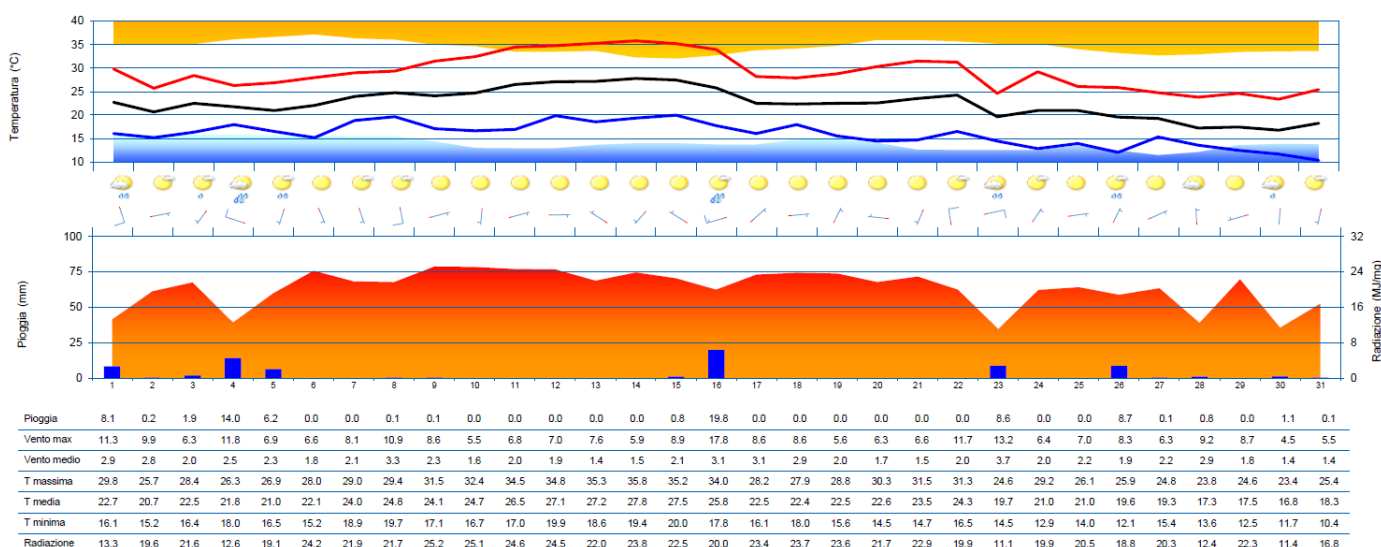 40
35
30
25
20
15
10
Temperatura (°C)
100 32
75 24
50 16
25 8
0 0
Pioggia (mm)
Radiazione (MJ/mq)
1 2 3 4 5 6 7 8 9 10 11 12 13 14 15 16 17 18 19 20 21 22 23 24 25 26 27 28 29 30 31
Pioggia 8.1 0.2 1.9 14.0 6.2 0.0 0.0 0.1 0.1 0.0 0.0 0.0 0.0 0.0 0.8 19.8 0.0 0.0 0.0 0.0 0.0 0.0 8.6 0.0 0.0 8.7 0.1 0.8 0.0 1.1 0.1
Vento max 11.3 9.9 6.3 11.8 6.9 6.6 8.1 10.9 8.6 5.5 6.8 7.0 7.6 5.9 8.9 17.8 8.6 8.6 5.6 6.3 6.6 11.7 13.2 6.4 7.0 8.3 6.3 9.2 8.7 4.5 5.5
Vento medio 2.9 2.8 2.0 2.5 2.3 1.8 2.1 3.3 2.3 1.6 2.0 1.9 1.4 1.5 2.1 3.1 3.1 2.9 2.0 1.7 1.5 2.0 3.7 2.0 2.2 1.9 2.2 2.9 1.8 1.4 1.4
T massima 29.8 25.7 28.4 26.3 26.9 28.0 29.0 29.4 31.5 32.4 34.5 34.8 35.3 35.8 35.2 34.0 28.2 27.9 28.8 30.3 31.5 31.3 24.6 29.2 26.1 25.9 24.8 23.8 24.6 23.4 25.4
T media 22.7 20.7 22.5 21.8 21.0 22.1 24.0 24.8 24.1 24.7 26.5 27.1 27.2 27.8 27.5 25.8 22.5 22.4 22.5 22.6 23.5 24.3 19.7 21.0 21.0 19.6 19.3 17.3 17.5 16.8 18.3
T minima 16.1 15.2 16.4 18.0 16.5 15.2 18.9 19.7 17.1 16.7 17.0 19.9 18.6 19.4 20.0 17.8 16.1 18.0 15.6 14.5 14.7 16.5 14.5 12.9 14.0 12.1 15.4 13.6 12.5 11.7 10.4
Radiazione 13.3 19.6 21.6 12.6 19.1 24.2 21.9 21.7 25.2 25.1 24.6 24.5 22.0 23.8 22.5 20.0 23.4 23.7 23.6 21.7 22.9 19.9 11.1 19.9 20.5 18.8 20.3 12.4 22.3 11.4 16.8